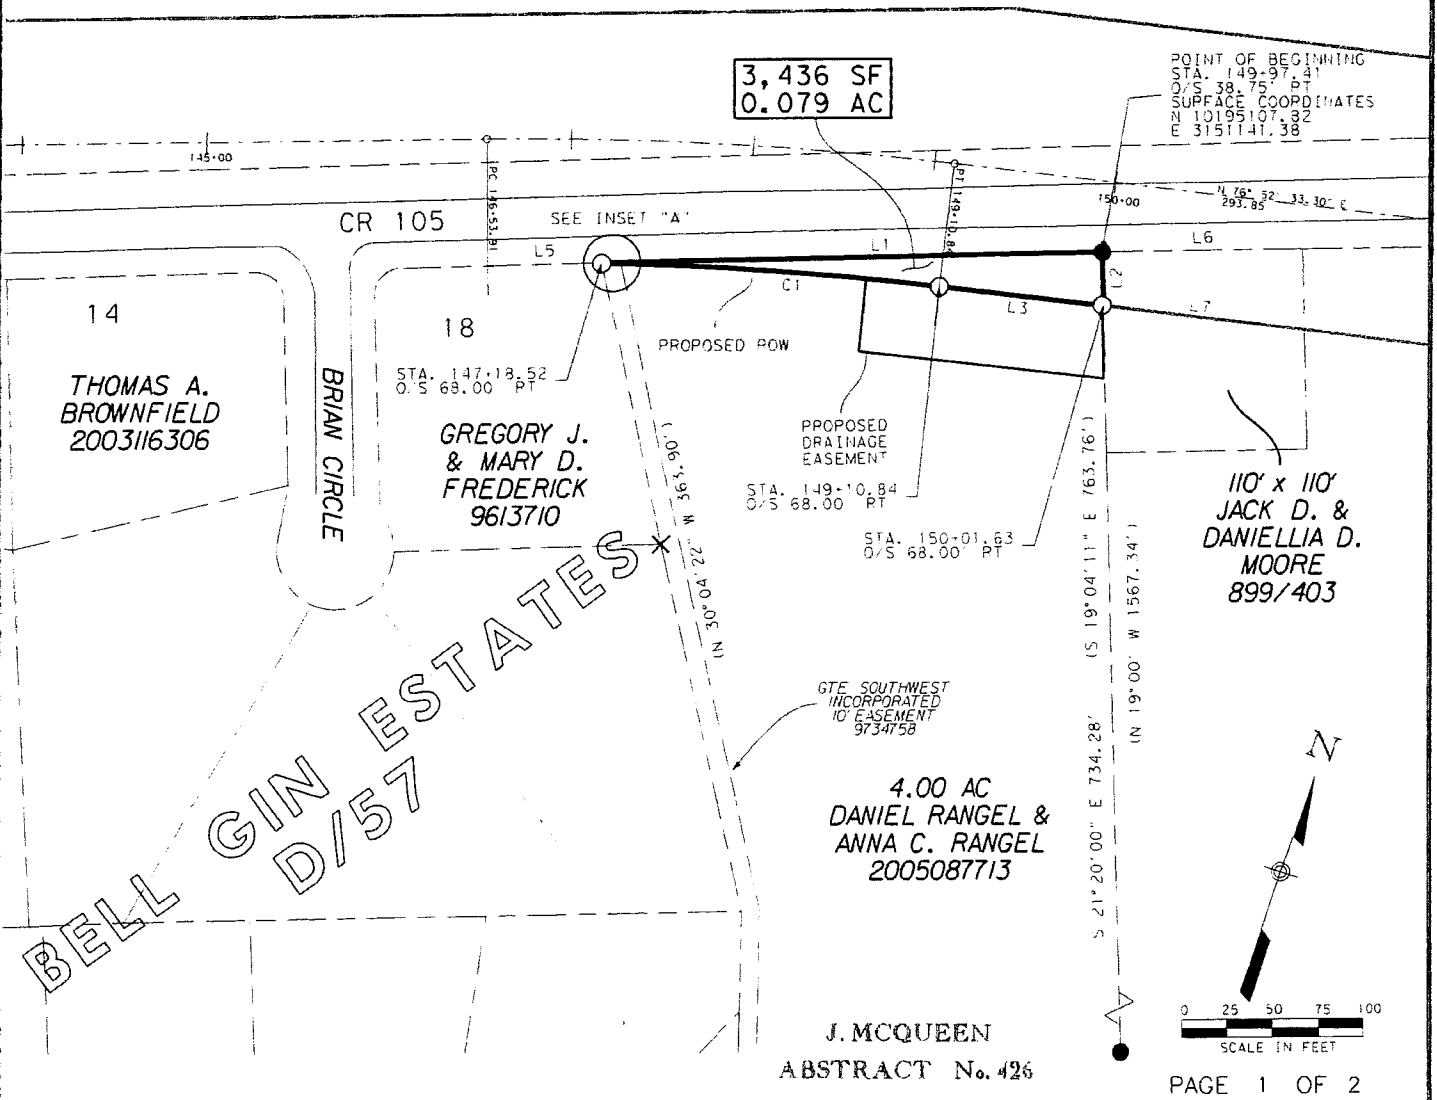 3,436 SF
0.079 AC
POINT OF BEGINNING
STA. 149+97.41
O/S 38.75' RT
SURFACE COORDINATES
N 10195107.82
E 3151141.38
145+00
PC 146+53.91
PT 149+10.84
150+00
N 76° 52' 33.30" E
293.85
CR 105
SEE INSET "A"
L5
L1
L6
L2
C1
L3
L7
14
18
PROPOSED ROW
STA. 147+18.52
O/S 68.00' RT
THOMAS A.
BROWNFIELD
2003116306
BRIAN CIRCLE
GREGORY J.
& MARY D.
FREDERICK
9613710
PROPOSED
DRAINAGE
EASEMENT
STA. 149+10.84
O/S 68.00' RT
STA. 150+01.63
O/S 68.00' RT
110' x 110'
JACK D. &
DANIELLIA D.
MOORE
899/403
(N 30°04'22" W 363.90')
(S 19°04'11" E 763.76')
(N 19°00' W 1567.34')
S 21°20'00" E 734.28'
GTE SOUTHWEST
INCORPORATED
10' EASEMENT
9734758
BELL GIN ESTATES
D/57
4.00 AC
DANIEL RANGEL &
ANNA C. RANGEL
2005087713
N
0 25 50 75 100
SCALE IN FEET
J. MCQUEEN
ABSTRACT No. 426
PAGE 1 OF 2